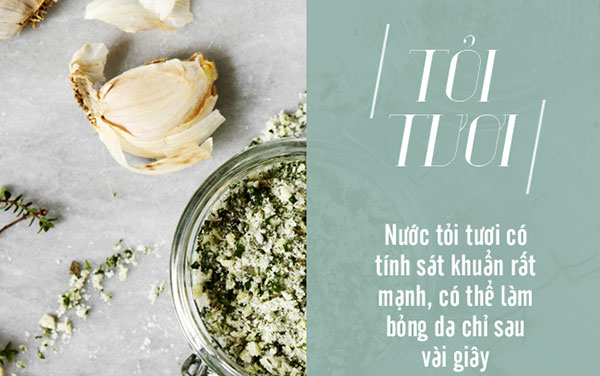 TỎI
TƯƠI
Nước tỏi tươi có
tính sát khuẩn rất
mạnh, có thể làm
bỏng da chỉ sau
vài giây